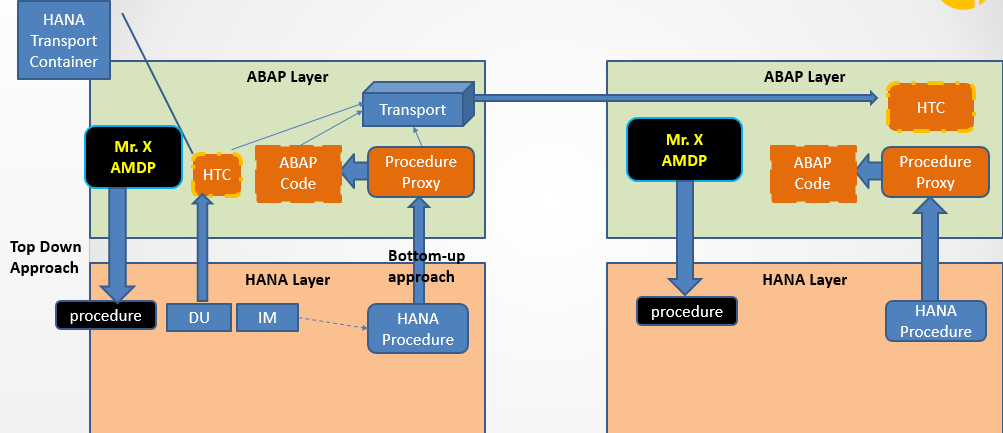 HANA
Transport
Container
ABAP Layer
Transport
Mr. X
AMDP
HTC
ABAP
Code
Procedure
Proxy
Top Down
Approach
Bottom-up
approach
HANA Layer
procedure
DU
IM
HANA
Procedure
ABAP Layer
HTC
Mr. X
AMDP
ABAP
Code
Procedure
Proxy
HANA Layer
procedure
HANA
Procedure